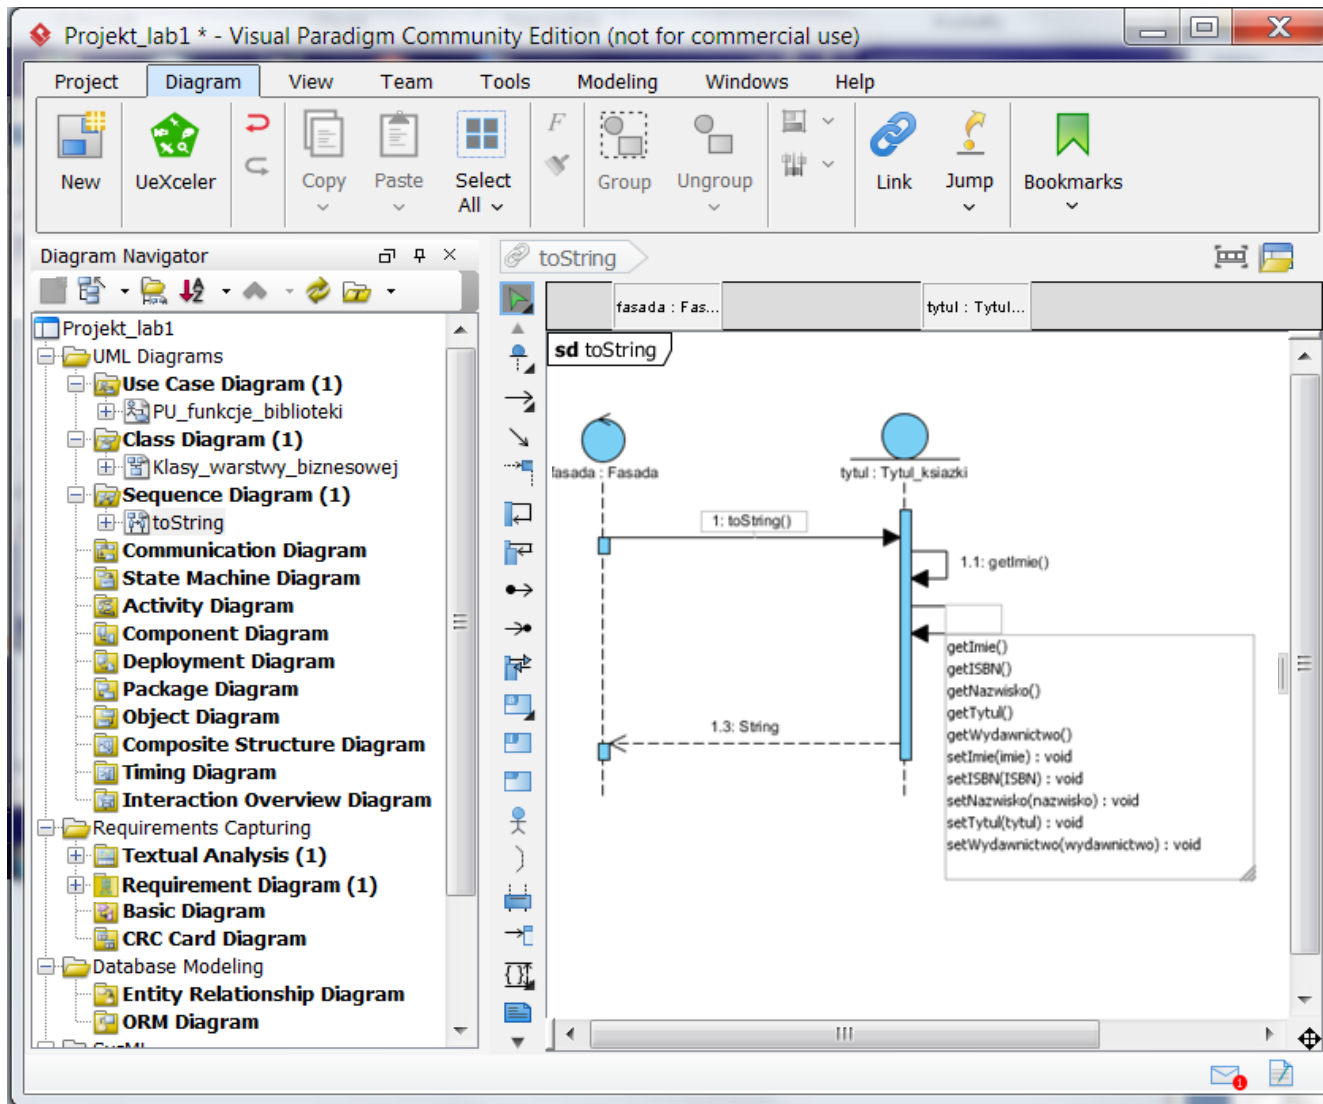 Projekt_lab1 * - Visual Paradigm Community Edition (not for commercial use)
Project Diagram View Team Tools Modeling Windows Help
New UeXceler Copy Paste Select All F Group Ungroup Link Jump Bookmarks
Diagram Navigator
toString
fasada : Fas... tytul : Tytul...
Projekt_lab1
UML Diagrams
Use Case Diagram (1)
PU_funkcje_biblioteki
Class Diagram (1)
Klasy_warstwy_biznesowej
Sequence Diagram (1)
toString
Communication Diagram
State Machine Diagram
Activity Diagram
Component Diagram
Deployment Diagram
Package Diagram
Object Diagram
Composite Structure Diagram
Timing Diagram
Interaction Overview Diagram
Requirements Capturing
Textual Analysis (1)
Requirement Diagram (1)
Basic Diagram
CRC Card Diagram
Database Modeling
Entity Relationship Diagram
ORM Diagram
SysML
sd toString
fasada : Fasada
tytul : Tytul_ksiazki
1: toString()
1.1: getImie()
getImie()
getISBN()
getNazwisko()
getTytul()
getWydawnictwo()
setImie(imie) : void
setISBN(ISBN) : void
setNazwisko(nazwisko) : void
setTytul(tytul) : void
setWydawnictwo(wydawnictwo) : void
1.3: String
1